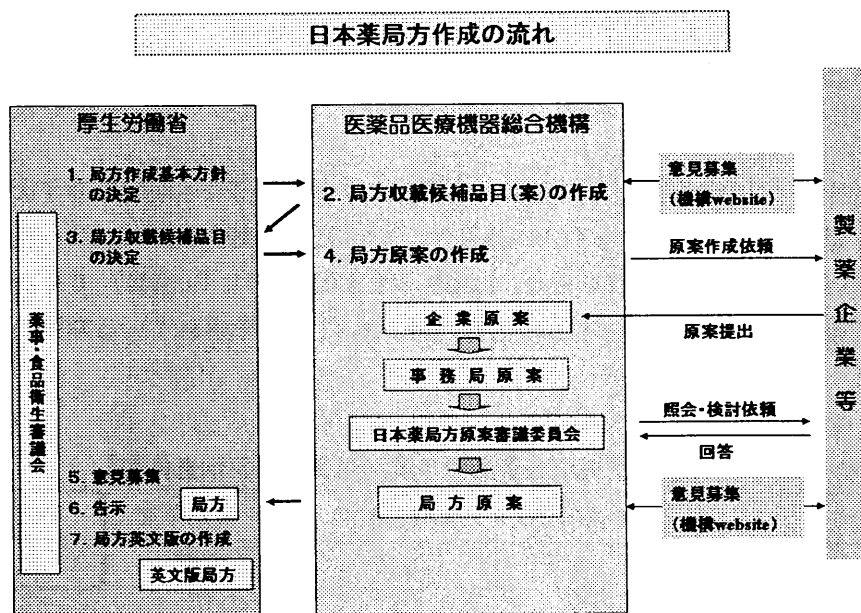 日本薬局方作成の流れ
厚生労働省
1. 局方作成基本方針
の決定
3. 局方収載候補品目
の決定
薬事・食品衛生審議会
5. 意見募集
6. 告示
局方
7. 局方英文版の作成
英文版局方
医薬品医療機器総合機構
2. 局方収載候補品目(案)の作成
4. 局方原案の作成
企業原案
事務局原案
日本薬局方原案審議委員会
局方原案
意見募集
(機構website)
原案作成依頼
原案提出
照会・検討依頼
回答
意見募集
(機構website)
製薬企業等